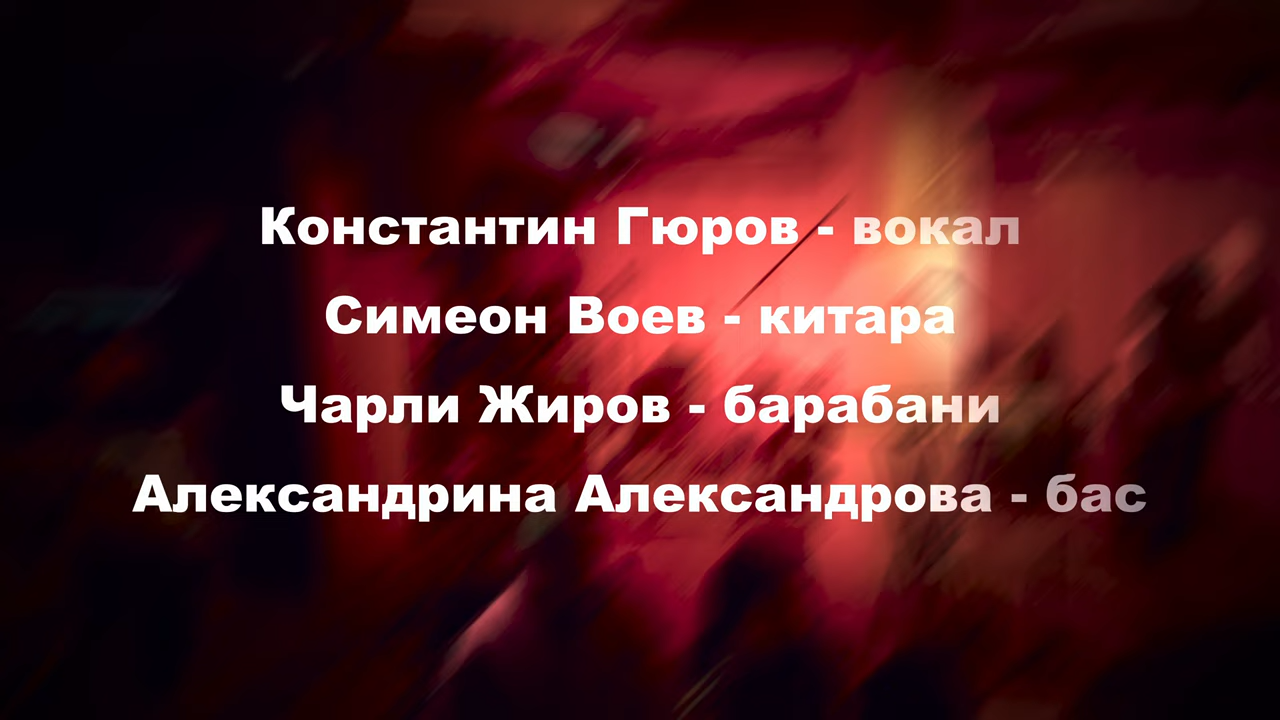 Константин Гюров - вокал
Симеон Воев - китара
Чарли Жиров - барабани
Александрина Александрова - бас